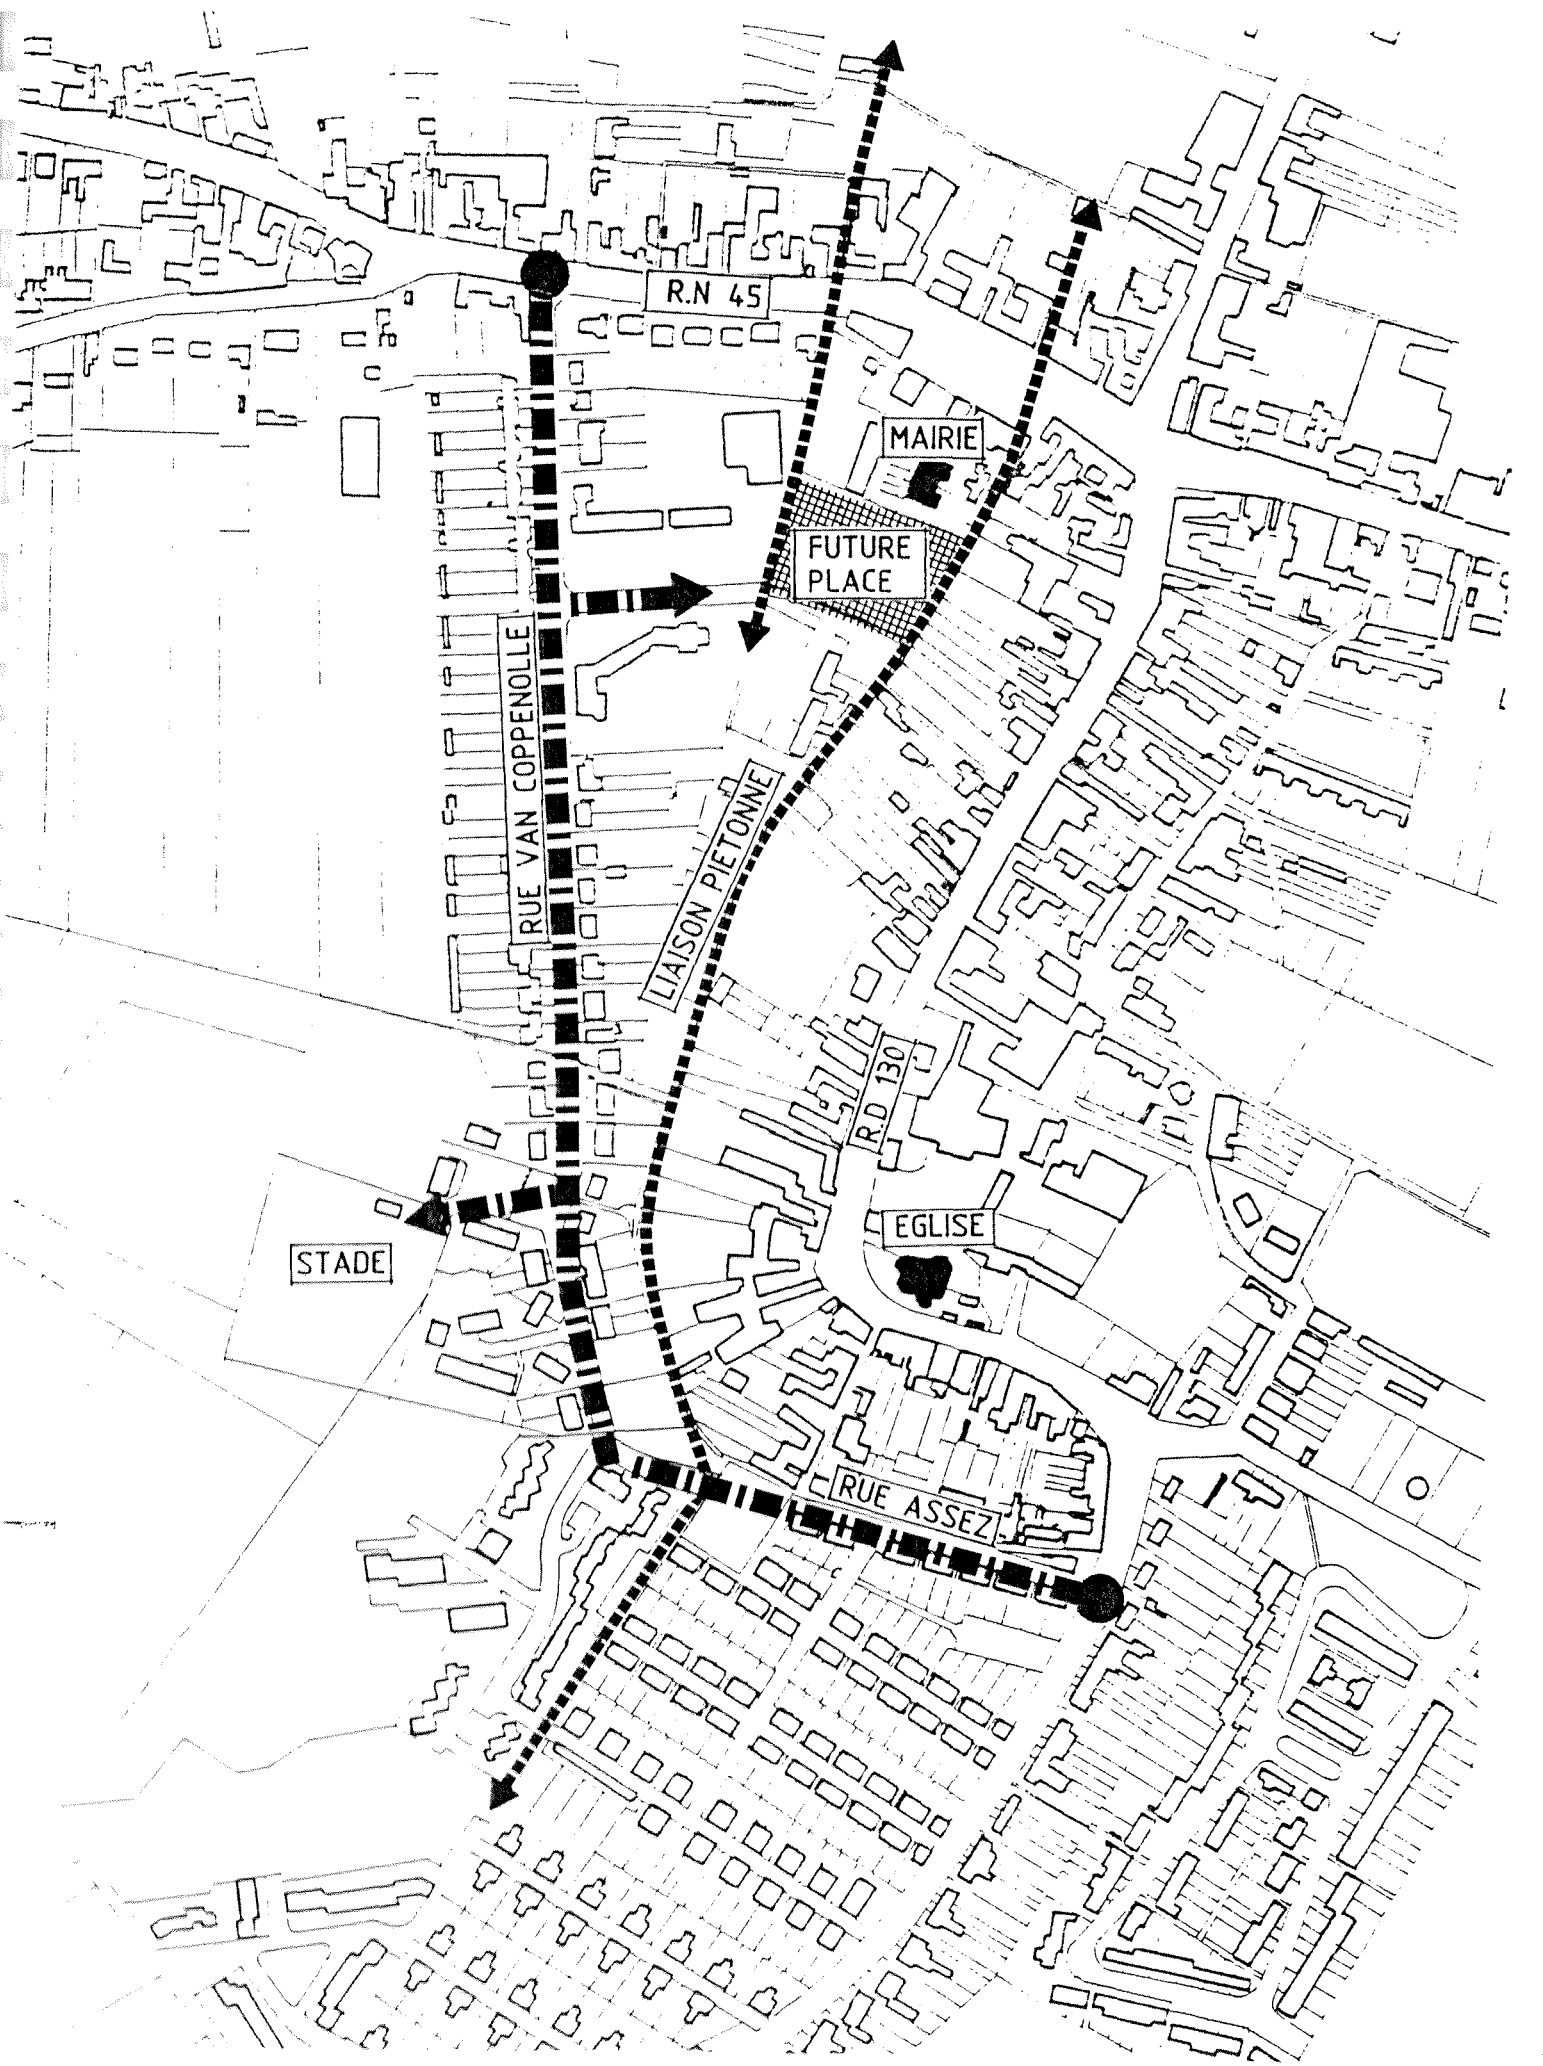 R.N 45
MAIRIE
FUTURE
PLACE
RUE VAN COPPENOLLE
LIAISON PIETONNE
R.D 130
EGLISE
STADE
RUE ASSEZ